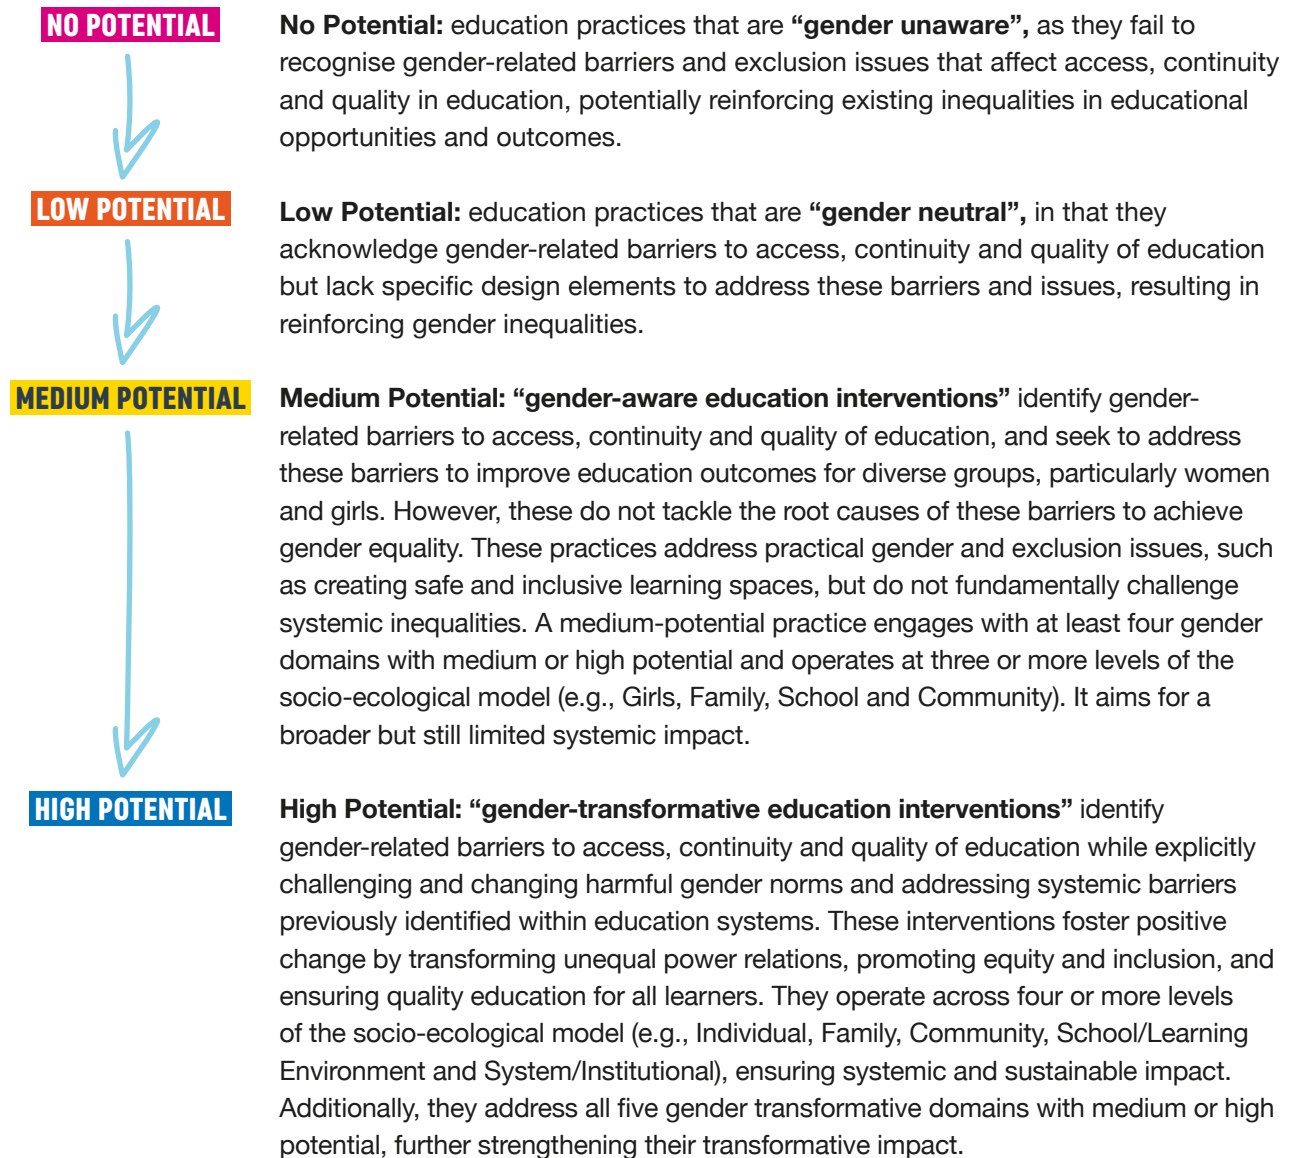 NO POTENTIAL
No Potential: education practices that are “gender unaware”, as they fail to
recognise gender-related barriers and exclusion issues that affect access, continuity
and quality in education, potentially reinforcing existing inequalities in educational
opportunities and outcomes.
LOW POTENTIAL
Low Potential: education practices that are “gender neutral”, in that they
acknowledge gender-related barriers to access, continuity and quality of education
but lack specific design elements to address these barriers and issues, resulting in
reinforcing gender inequalities.
MEDIUM POTENTIAL
Medium Potential: “gender-aware education interventions” identify gender-
related barriers to access, continuity and quality of education, and seek to address
these barriers to improve education outcomes for diverse groups, particularly women
and girls. However, these do not tackle the root causes of these barriers to achieve
gender equality. These practices address practical gender and exclusion issues, such
as creating safe and inclusive learning spaces, but do not fundamentally challenge
systemic inequalities. A medium-potential practice engages with at least four gender
domains with medium or high potential and operates at three or more levels of the
socio-ecological model (e.g., Girls, Family, School and Community). It aims for a
broader but still limited systemic impact.
HIGH POTENTIAL
High Potential: “gender-transformative education interventions” identify
gender-related barriers to access, continuity and quality of education while explicitly
challenging and changing harmful gender norms and addressing systemic barriers
previously identified within education systems. These interventions foster positive
change by transforming unequal power relations, promoting equity and inclusion, and
ensuring quality education for all learners. They operate across four or more levels
of the socio-ecological model (e.g., Individual, Family, Community, School/Learning
Environment and System/Institutional), ensuring systemic and sustainable impact.
Additionally, they address all five gender transformative domains with medium or high
potential, further strengthening their transformative impact.